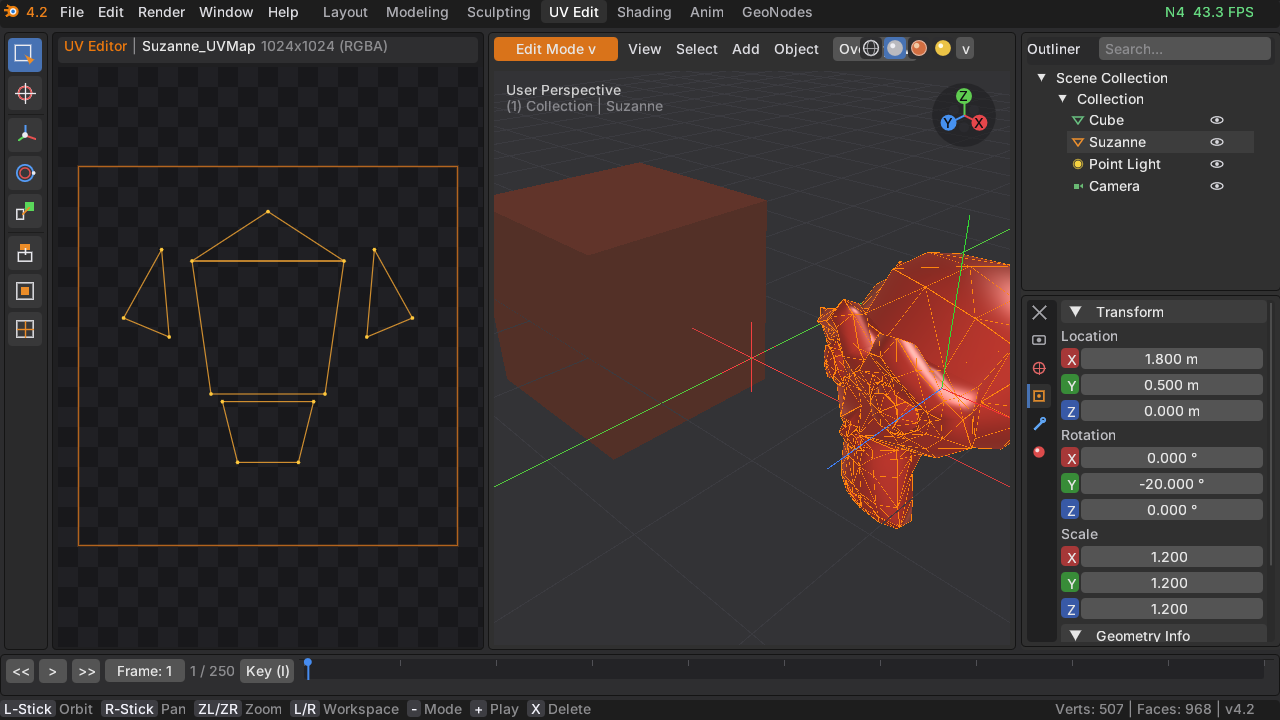 4.2 File Edit Render Window Help Layout Modeling Sculpting UV Edit Shading Anim GeoNodes N4 43.3 FPS
UV Editor | Suzanne_UVMap 1024x1024 (RGBA)
Edit Mode v View Select Add Object v
User Perspective
(1) Collection | Suzanne
Z
Y
X
Outliner Search...
Scene Collection
Collection
Cube
Suzanne
Point Light
Camera
Transform
Location
X 1.800 m
Y 0.500 m
Z 0.000 m
Rotation
X 0.000 °
Y -20.000 °
Z 0.000 °
Scale
X 1.200
Y 1.200
Z 1.200
Geometry Info
<< > >> Frame: 1 1 / 250 Key (I)
L-Stick Orbit R-Stick Pan ZL/ZR Zoom L/R Workspace - Mode + Play X Delete Verts: 507 | Faces: 968 | v4.2